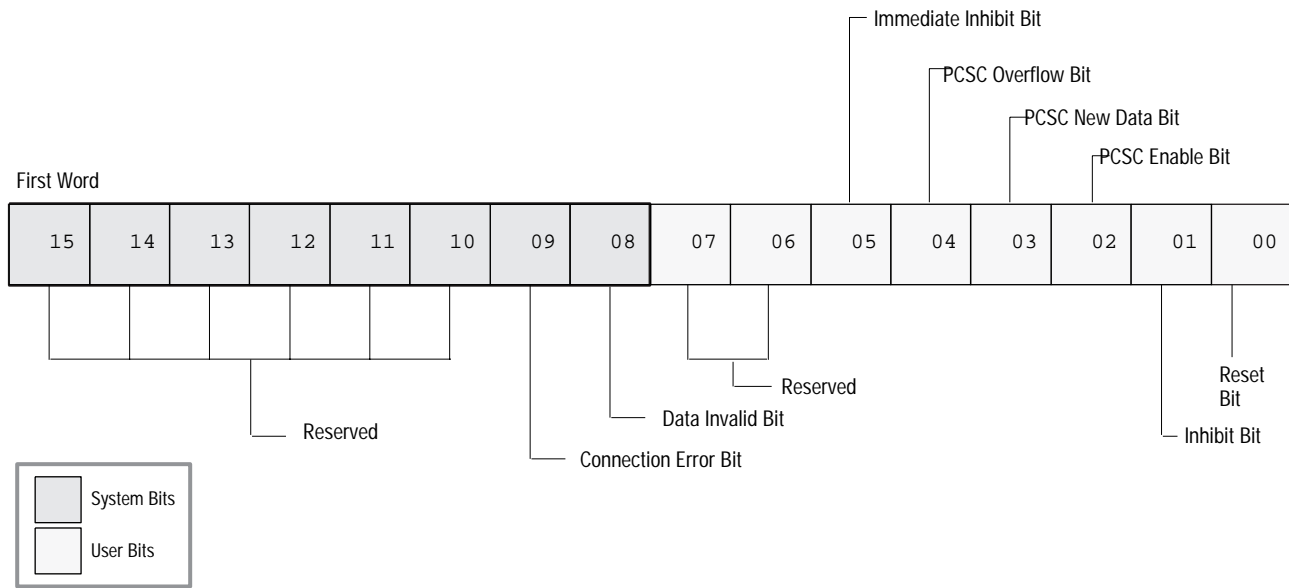 Immediate Inhibit Bit
PCSC Overflow Bit
PCSC New Data Bit
PCSC Enable Bit
First Word
15 14 13 12 11 10 09 08 07 06 05 04 03 02 01 00
Reserved
Data Invalid Bit
Reserved
Connection Error Bit
Reset
Bit
Inhibit Bit
System Bits
User Bits